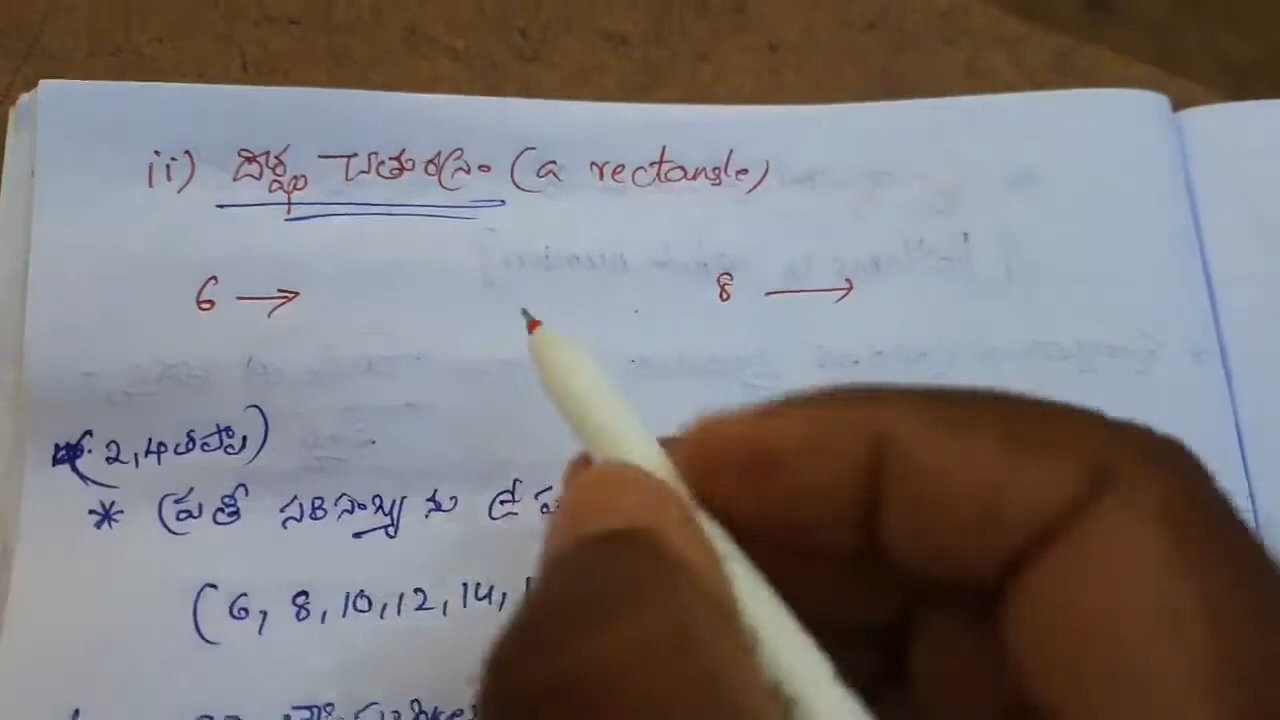 ii) దీర్ఘ చతురస్రం (a rectangle)
6 → 8 →
(2,4 తప్ప)
* ప్రతీ సరిసంఖ్య ను
(6, 8, 10, 12, 14,